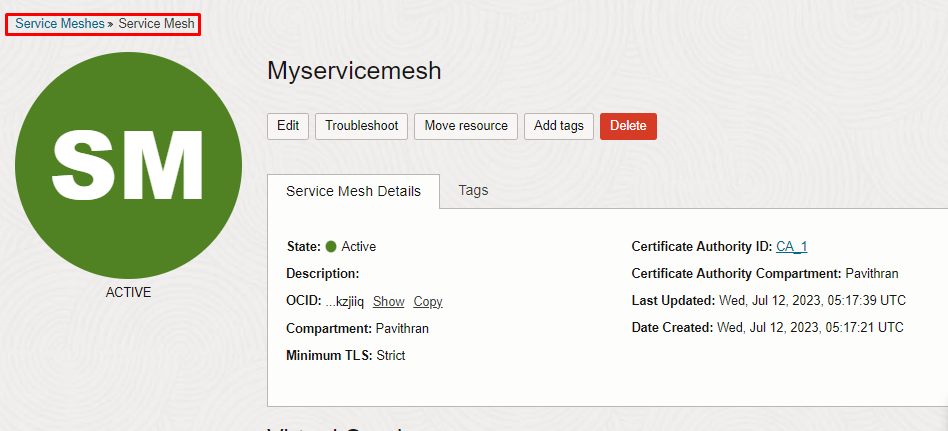 Service Meshes » Service Mesh
SM
ACTIVE
Myservicemesh
Edit Troubleshoot Move resource Add tags Delete
Service Mesh Details Tags
State: Active
Description:
OCID: ...kzjiiq Show Copy
Compartment: Pavithran
Minimum TLS: Strict
Certificate Authority ID: CA_1
Certificate Authority Compartment: Pavithran
Last Updated: Wed, Jul 12, 2023, 05:17:39 UTC
Date Created: Wed, Jul 12, 2023, 05:17:21 UTC